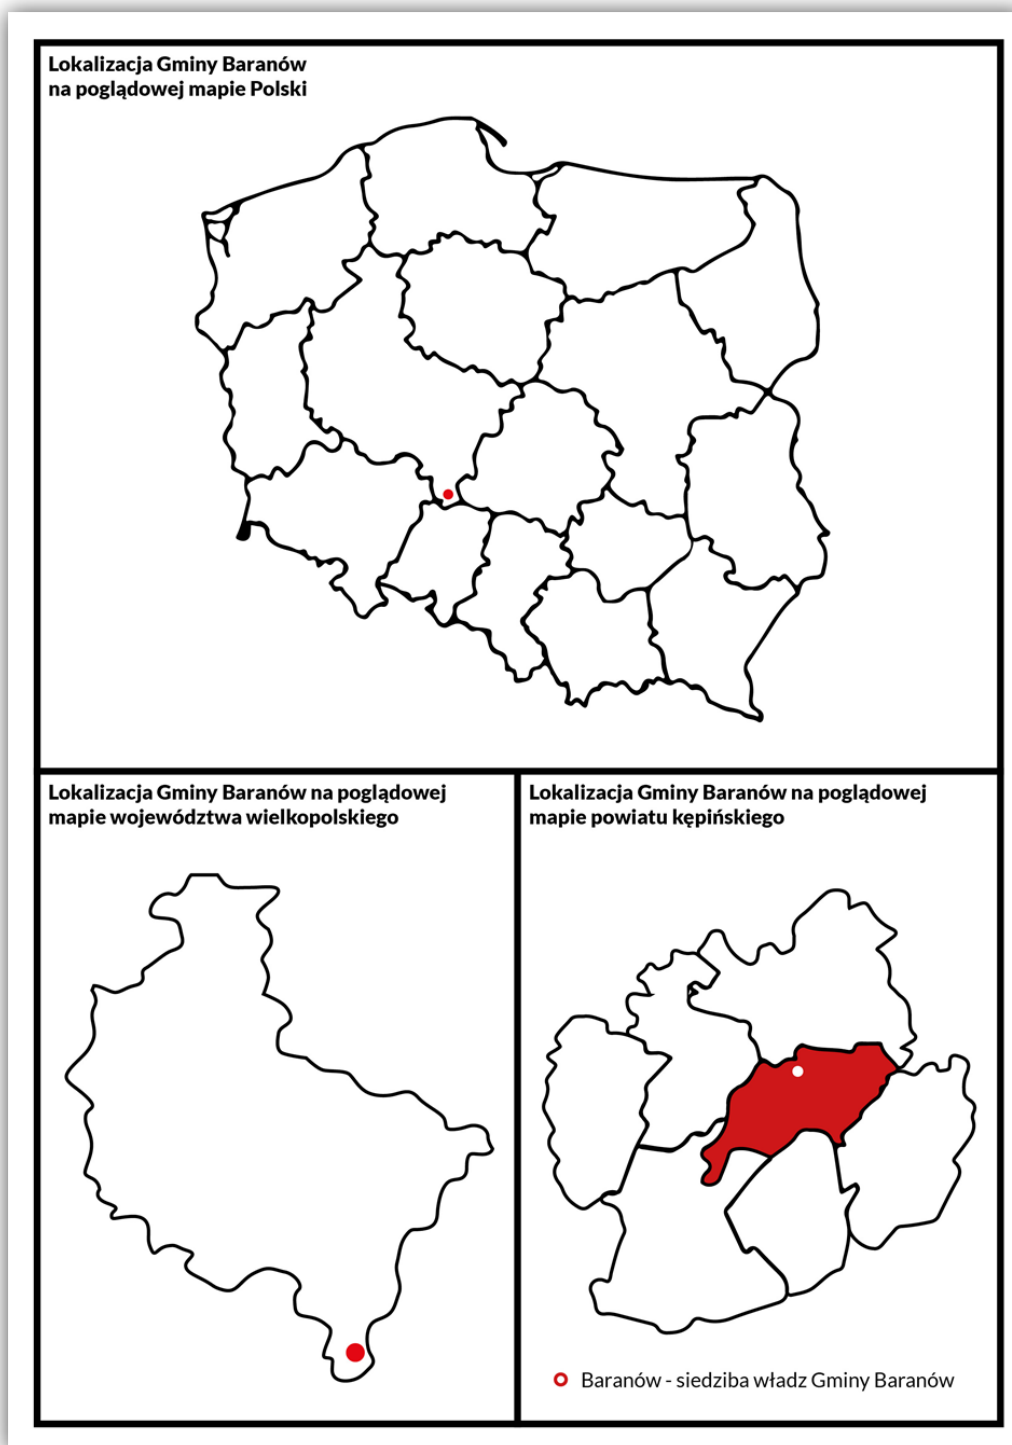 Lokalizacja Gminy Baranów
na poglądowej mapie Polski
Lokalizacja Gminy Baranów na poglądowej
mapie województwa wielkopolskiego
Lokalizacja Gminy Baranów na poglądowej
mapie powiatu kępińskiego
Baranów - siedziba władz Gminy Baranów